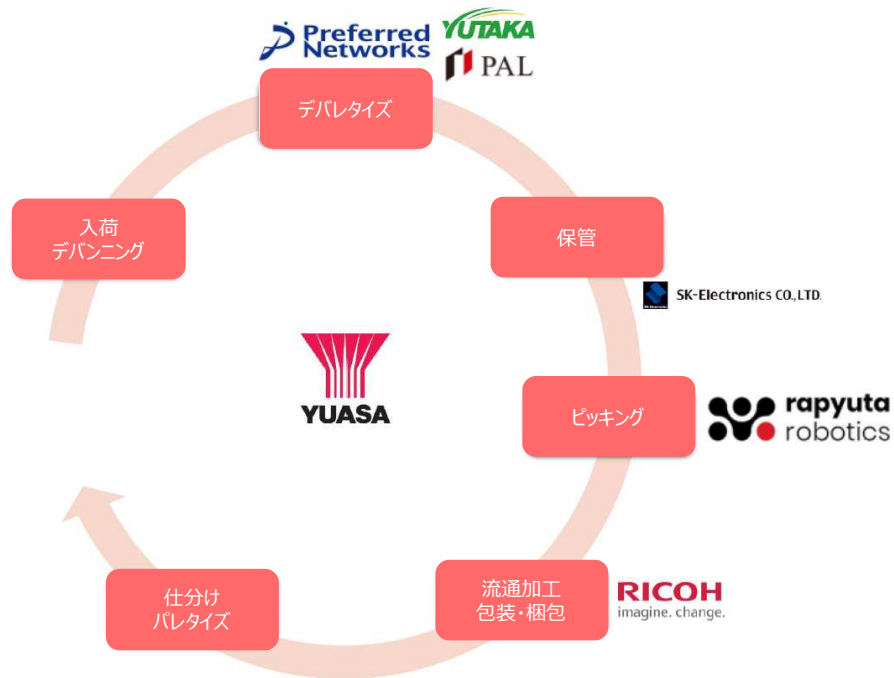 Preferred
Networks
YUTAKA
PAL
デパレタイズ
入荷
デバンニング
保管
SK-Electronics CO.,LTD.
YUASA
ピッキング
rapyuta
robotics
流通加工
包装・梱包
RICOH
imagine. change.
仕分け
パレタイズ